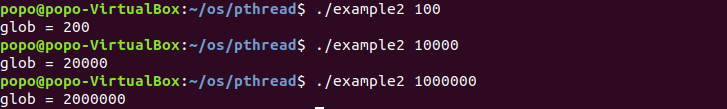 popo@popo-VirtualBox:~/os/pthread$ ./example2 100
glob = 200
popo@popo-VirtualBox:~/os/pthread$ ./example2 10000
glob = 20000
popo@popo-VirtualBox:~/os/pthread$ ./example2 1000000
glob = 2000000